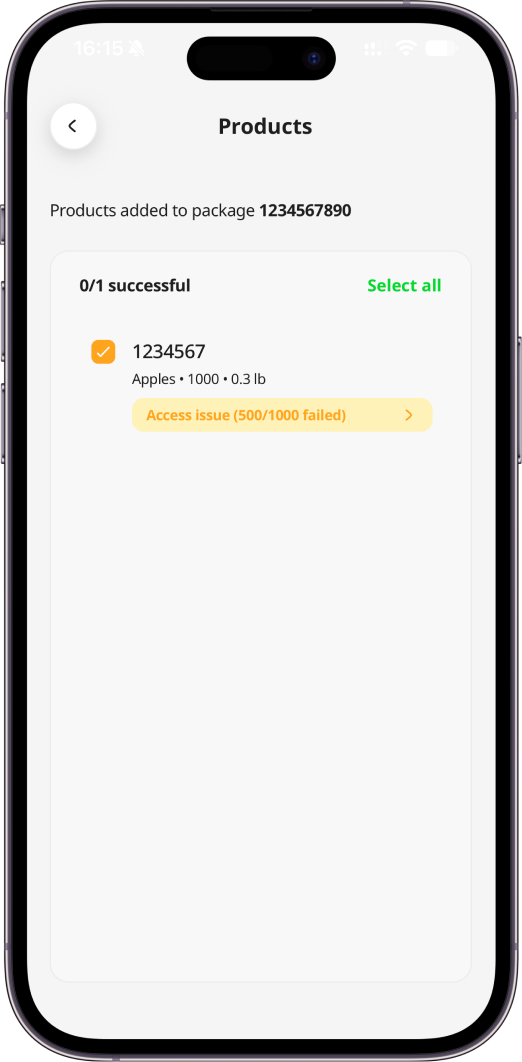 16:15
Products
Products added to package 1234567890
0/1 successful
Select all
1234567
Apples • 1000 • 0.3 lb
Access issue (500/1000 failed)